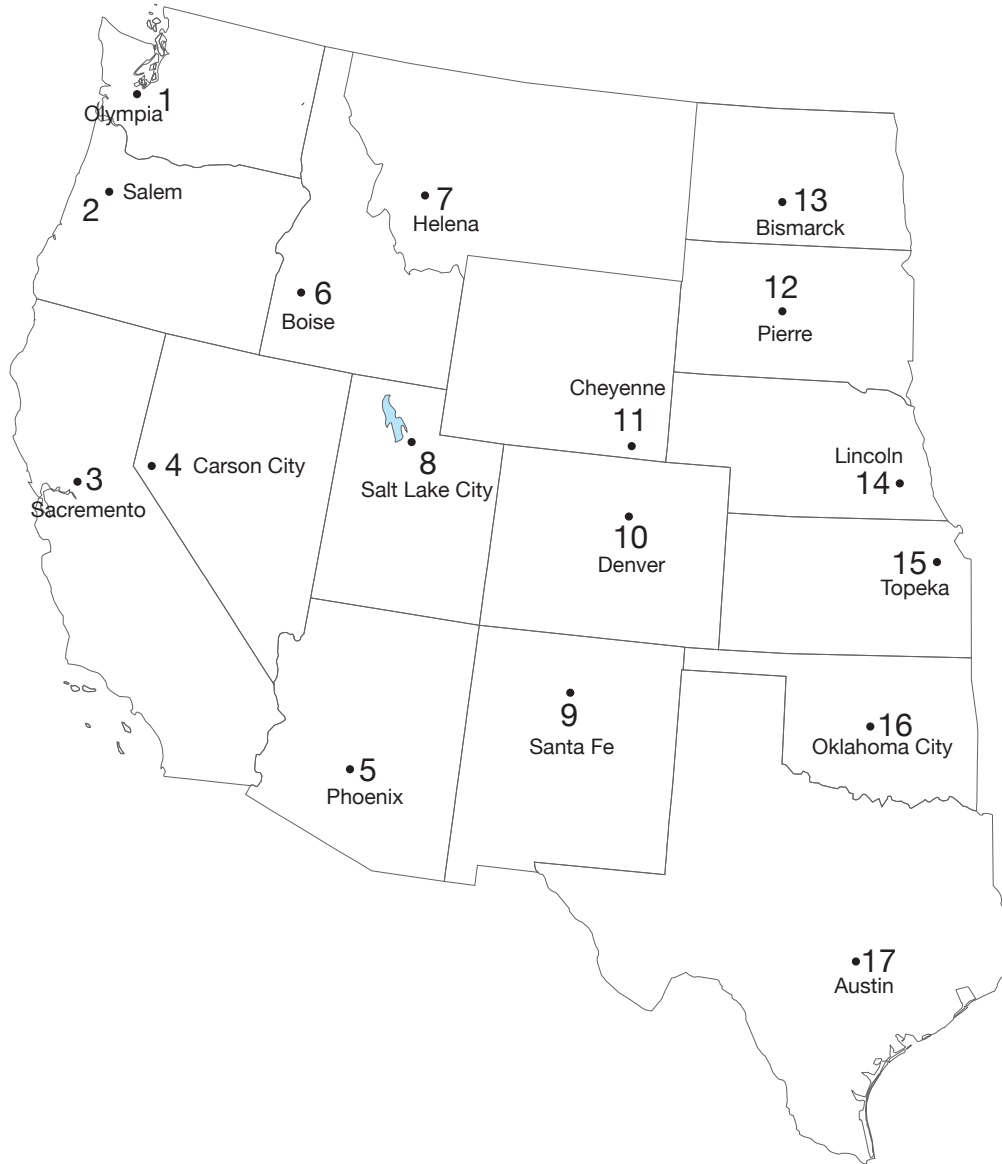 1
Olympia
2
Salem
7
Helena
13
Bismarck
6
Boise
12
Pierre
Cheyenne
11
Lincoln
14
3
Sacremento
4 Carson City
8
Salt Lake City
10
Denver
15
Topeka
9
Santa Fe
16
Oklahoma City
5
Phoenix
17
Austin